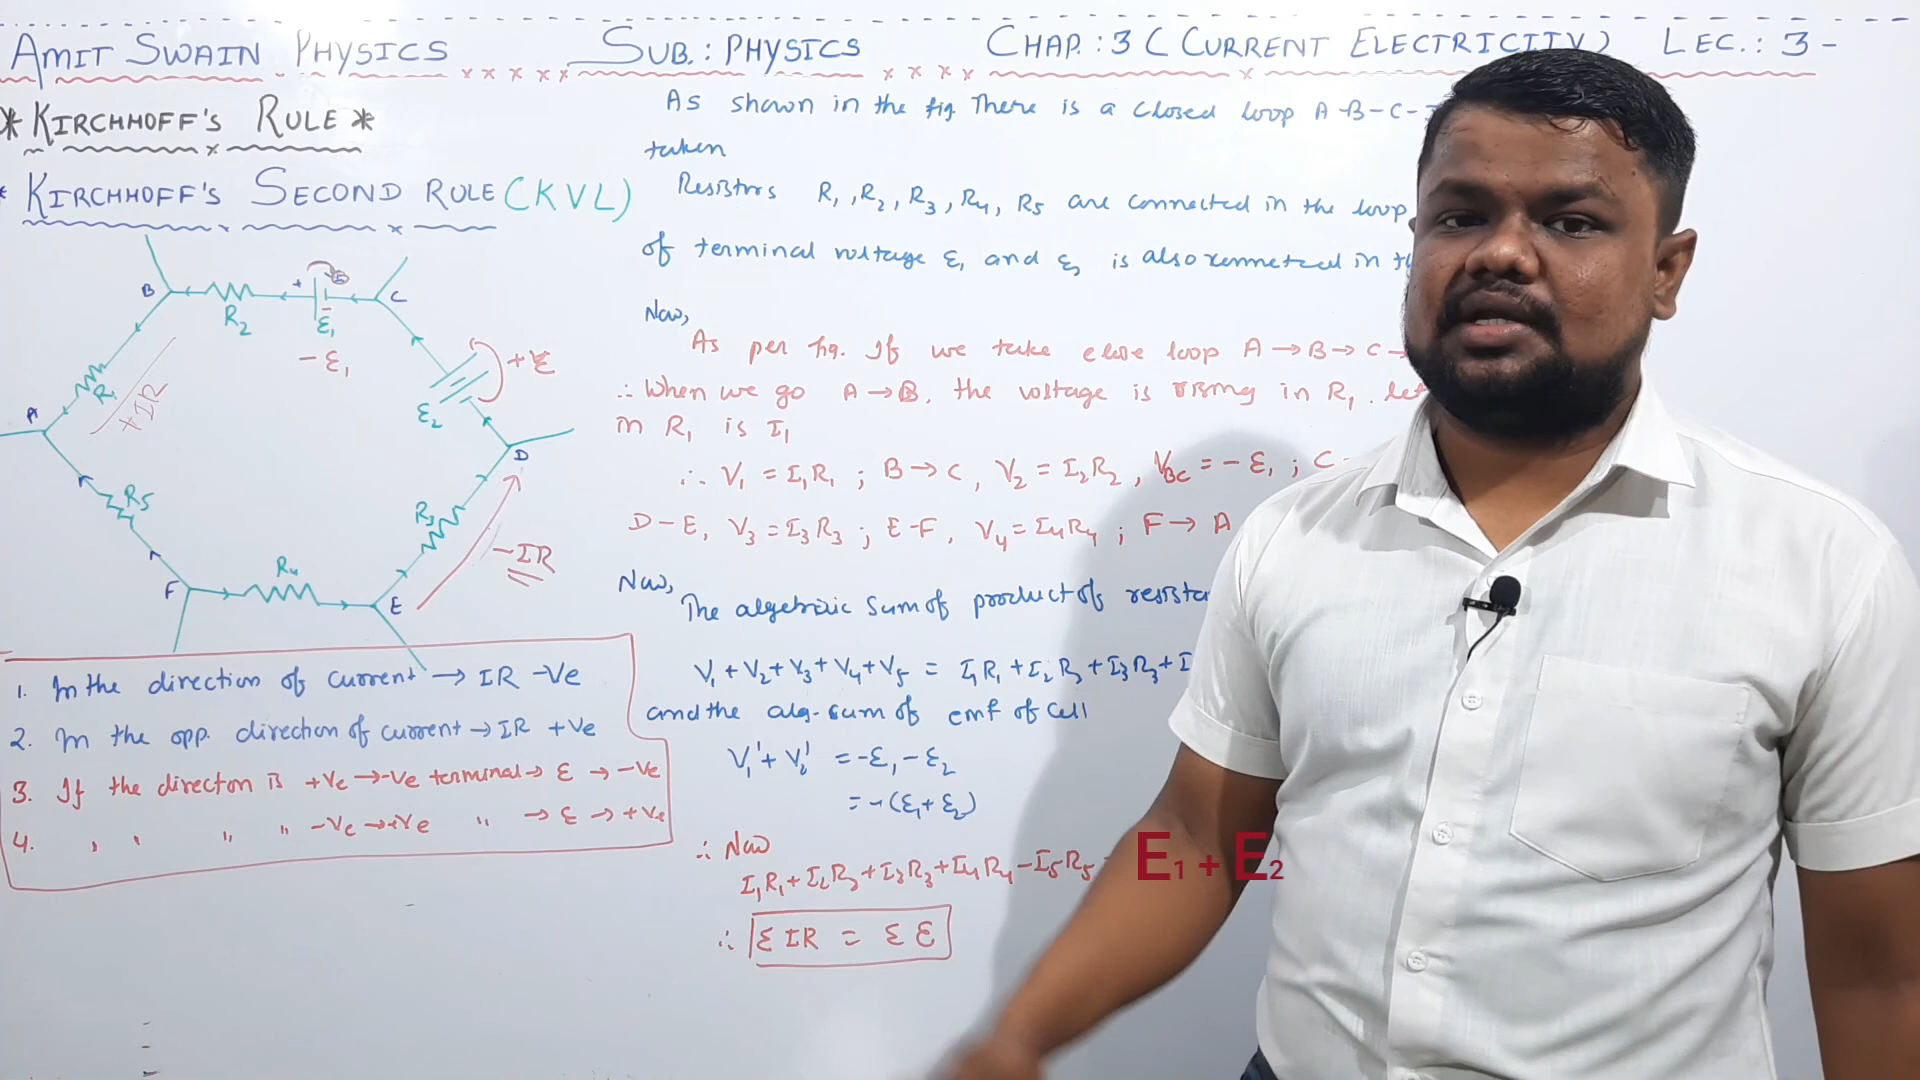 AMIT SWAIN PHYSICS SUB.: PHYSICS CHAP.: 3 ( CURRENT ELECTRICITY ) LEC.: 3 -
* KIRCHHOFF'S RULE *
* KIRCHHOFF'S SECOND RULE (KVL)
B R2 + - ε1 C
- ε1
R1 +IR
+ε
ε2
A
D
R5
R3
-IR
F R4 E
1. In the direction of current → IR -Ve
2. In the opp. direction of current → IR +Ve
3. If the directon is +Ve → -Ve terminal → ε → -Ve
4. " " " " -Ve → +Ve " → ε → +Ve
As shown in the fig There is a closed loop A-B-C-
taken
Resistors R1, R2, R3, R4, R5 are connected in the loop
of terminal voltage ε1 and is also in
Now,
As per fig. If we take close loop A → B → C →
∴ When we go A → B, the voltage is rising in R1. let
in R1 is I1
∴ V1 = I1R1 ; B → C, V2 = I2R2, VBC = - ε1 ; C -
D - E, V3 = I3R3 ; E - F, V4 = I4R4 ; F → A
Now,
The algebraic sum of product of
V1 + V2 + V3 + V4 + V5 = I1R1 + I2R2 + I3R3 + I
and the alg. sum of emf of cell
V1' + V2' = -ε1 - ε2
= -(ε1 + ε2)
∴ Now
I1R1 + I2R2 + I3R3 + I4R4 - I5R5 = E1 + E2
∴ Σ IR = Σ ε